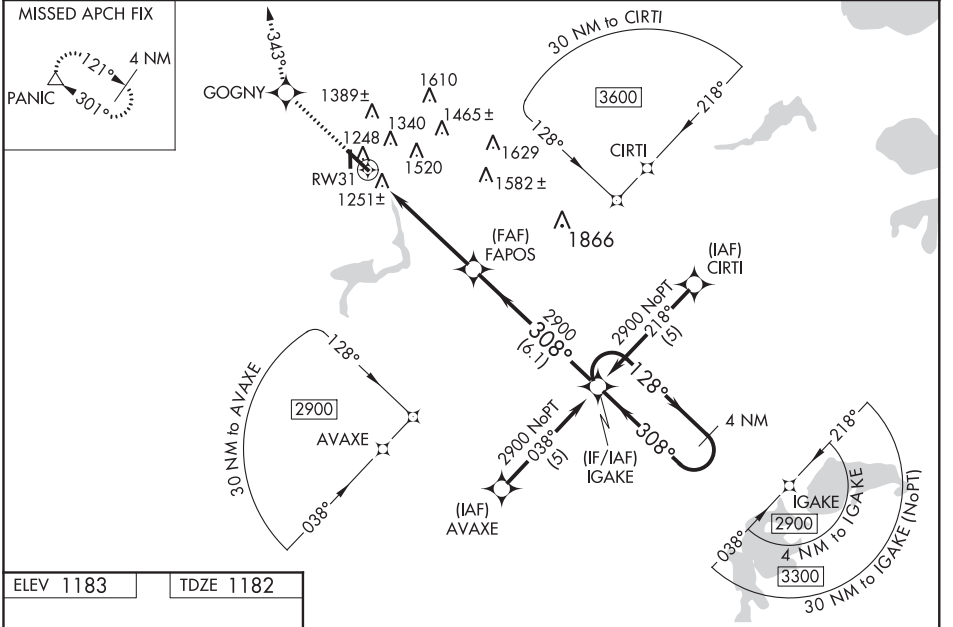 MISSED APCH FIX
4 NM
121°
301°
PANIC
343°
GOGNY
1389±
1610
1465±
1340
1248
1520
1629
1582±
RW31
1251±
1866
30 NM to CIRTI
3600
218°
128°
CIRTI
(FAF)
FAPOS
(IAF)
CIRTI
2900 NoPT
218°
(5)
2900
308°
(6.1)
128°
308°
4 NM
(IF/IAF)
IGAKE
2900 NoPT
038°
(5)
(IAF)
AVAXE
30 NM to AVAXE
128°
2900
AVAXE
038°
218°
IGAKE
2900
038°
4 NM to IGAKE
3300
30 NM to IGAKE (NoPT)
ELEV 1183
TDZE 1182